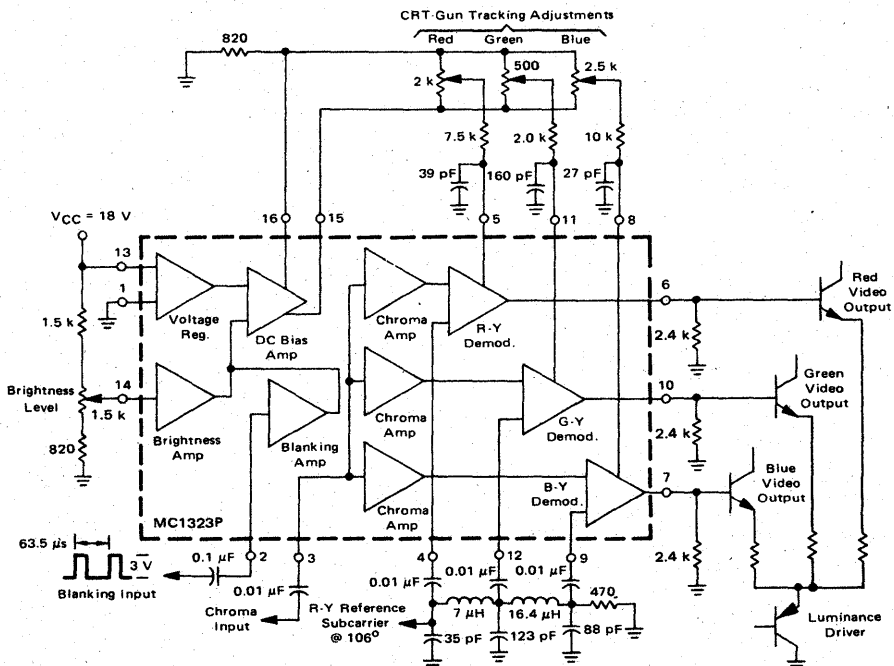 CRT-Gun Tracking Adjustments
Red Green Blue
820
2 k
500
2.5 k
7.5 k
2.0 k
10 k
39 pF
160 pF
27 pF
VCC = 18 V
16
15
5
11
8
13
1
Voltage Reg.
DC Bias Amp
Chroma Amp
R-Y Demod.
6
Red Video Output
1.5 k
2.4 k
Brightness Level
14
1.5 k
Brightness Amp
Blanking Amp
Chroma Amp
G-Y Demod.
10
Green Video Output
820
2.4 k
Chroma Amp
B-Y Demod.
7
Blue Video Output
MC1323P
63.5 µs
3 V
Blanking Input
0.1 µF
2
3
4
12
9
2.4 k
0.01 µF
0.01 µF
0.01 µF
0.01 µF
470
Chroma Input
R-Y Reference Subcarrier @ 106°
7 µH
16.4 µH
35 pF
123 pF
88 pF
Luminance Driver